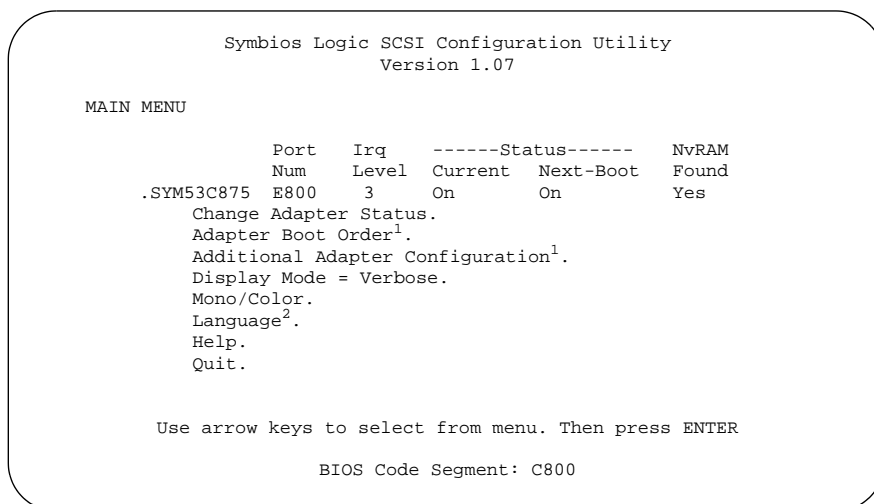 Symbios Logic SCSI Configuration Utility
Version 1.07
MAIN MENU
Port Irq ------Status------ NvRAM
Num Level Current Next-Boot Found
.SYM53C875 E800 3 On On Yes
Change Adapter Status.
Adapter Boot Order1.
Additional Adapter Configuration1.
Display Mode = Verbose.
Mono/Color.
Language2.
Help.
Quit.
Use arrow keys to select from menu. Then press ENTER
BIOS Code Segment: C800